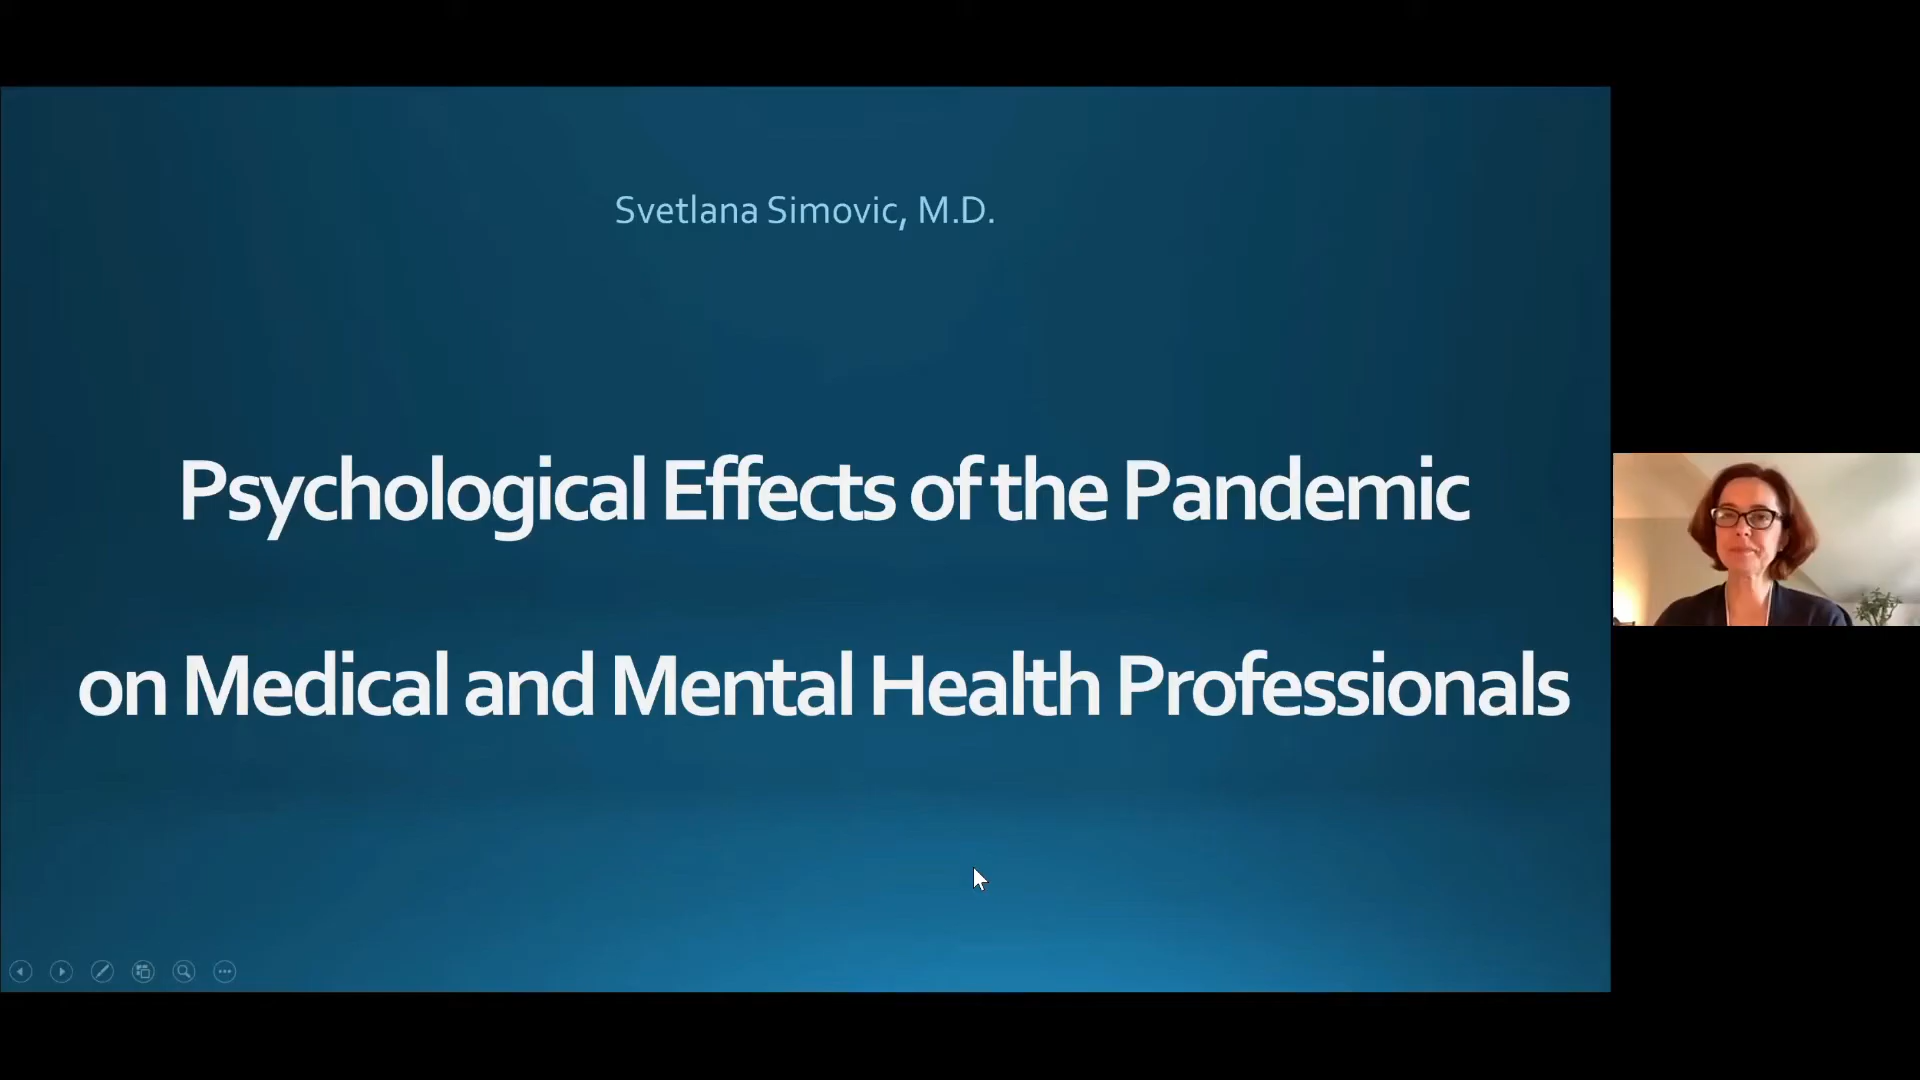 Svetlana Simovic, M.D.
Psychological Effects of the Pandemic
on Medical and Mental Health Professionals